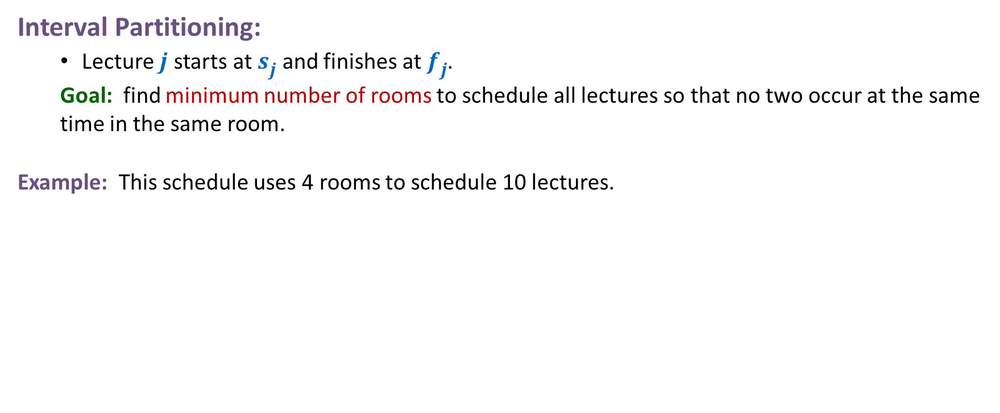 Interval Partitioning:
• Lecture j starts at s_j and finishes at f_j.
Goal: find minimum number of rooms to schedule all lectures so that no two occur at the same
time in the same room.
Example: This schedule uses 4 rooms to schedule 10 lectures.